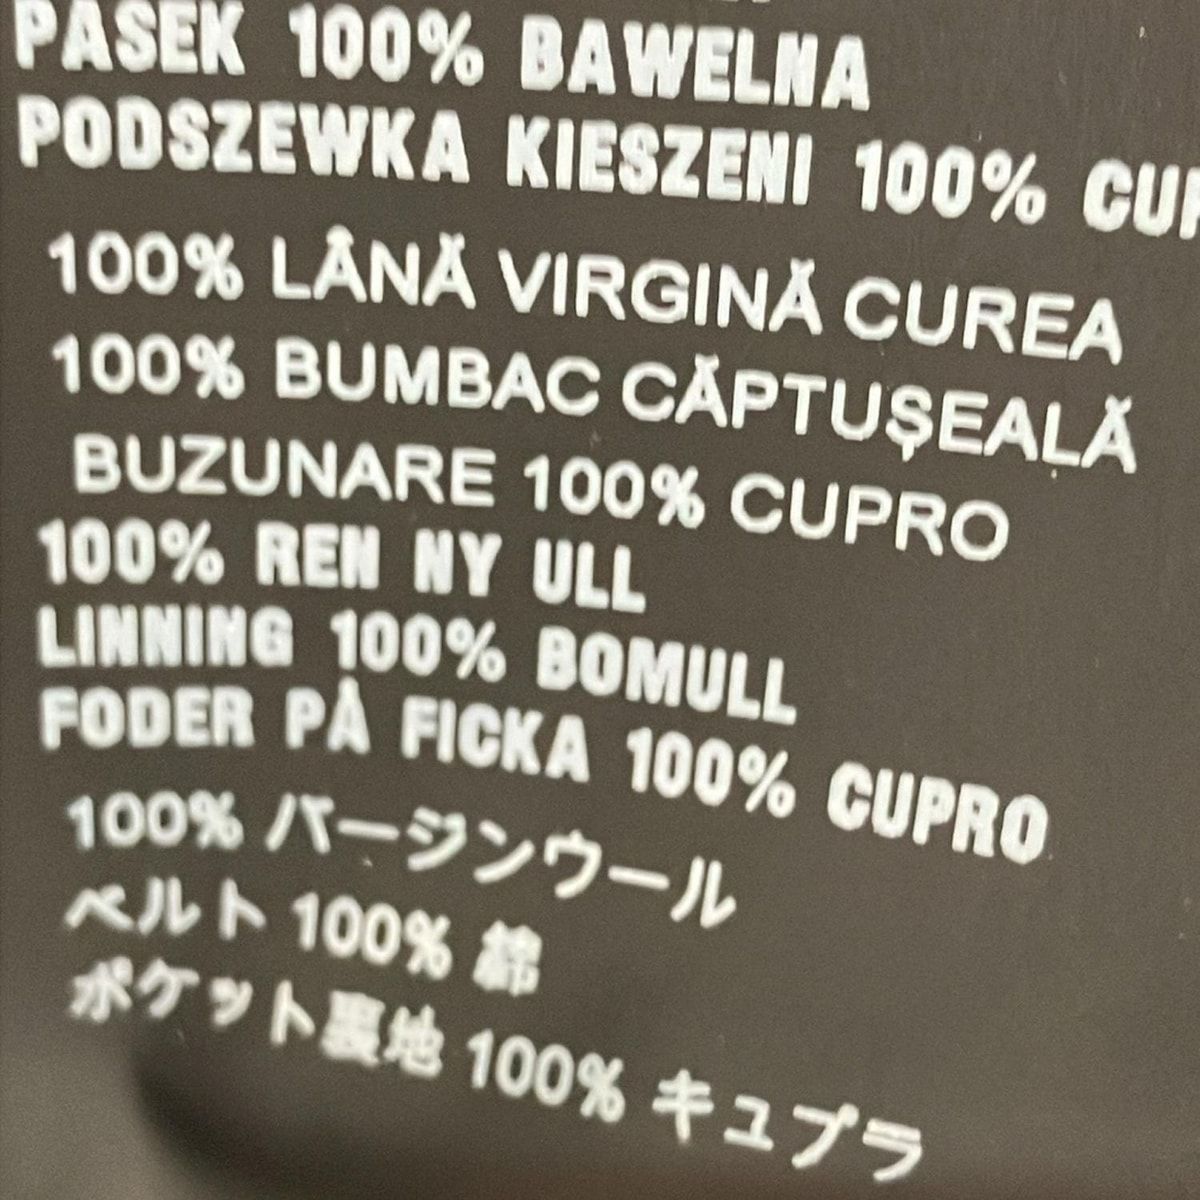 PASEK 100% BAWELNA
PODSZEWKA KIESZENI 100%
100% LÂNĂ VIRGINĂ CUREA
100% BUMBAC CĂPTUȘEALĂ
BUZUNARE 100% CUPRO
100% REN NY ULL
LINNING 100% BOMULL
FODER PÅ FICKA 100% CUPRO
100% バージンウール
ベルト 100% 綿
ポケット裏地 100% キュプラ